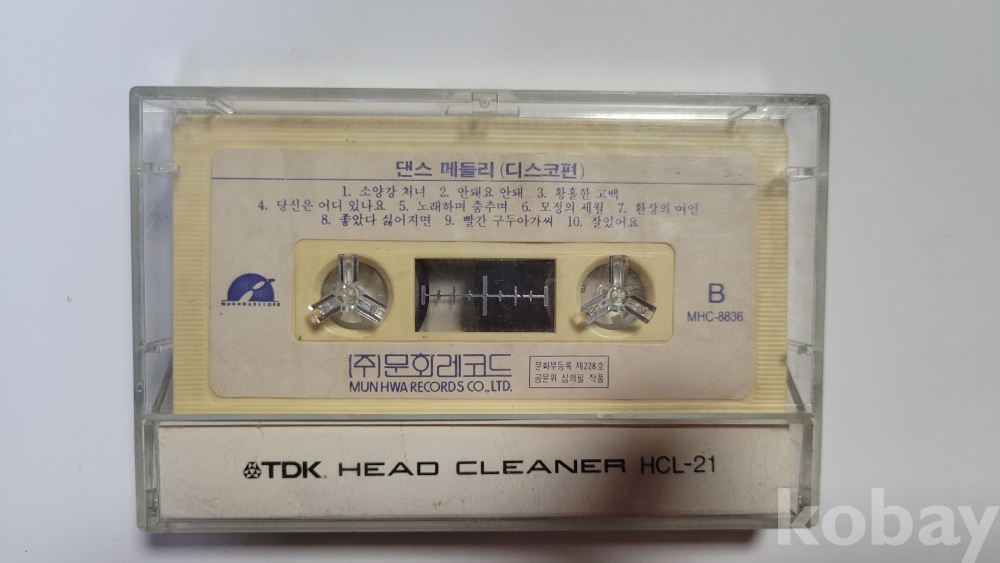 댄스 메들리 (디스코편)
1. 소양강 처녀 2. 안돼요 안돼 3. 황홀한 고백
4. 당신은 어디 있나요 5. 노래하며 춤추며 6. 모정의 세월 7. 환상의 여인
8. 좋았다 싫어지면 9. 빨간 구두아가씨 10. 잘있어요
MUNHWARECORD
B
MHC-8836
(주)문화레코드
MUN HWA RECORDS CO.,LTD.
문화부등록 제228호
공윤위 심의필 작품
TDK. HEAD CLEANER HCL-21
kobay